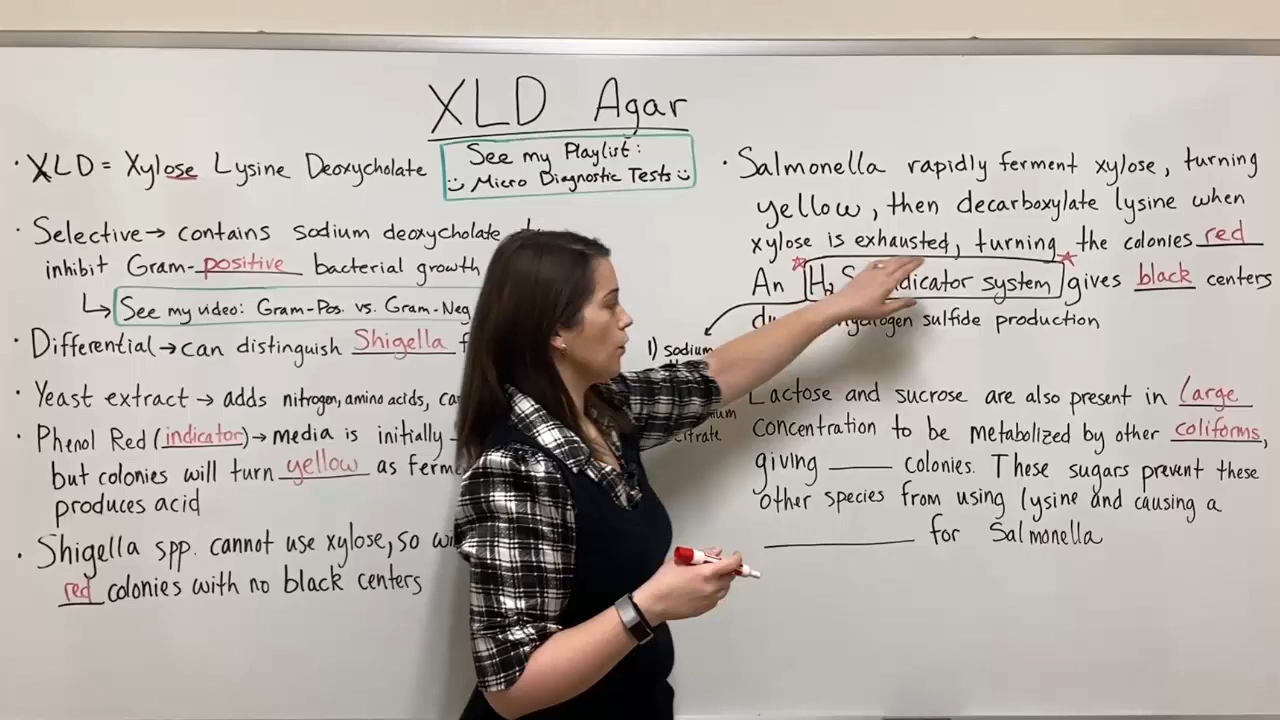 XLD Agar
See my Playlist:
Micro Diagnostic Tests
• XLD = Xylose Lysine Deoxycholate
• Selective → contains sodium deoxycholate
inhibit Gram-positive bacterial growth
↳ See my video: Gram-Pos. vs. Gram-Neg
• Differential → can distinguish Shigella
• Yeast extract → adds nitrogen, amino acids,
• Phenol Red (indicator) → media is initially
but colonies will turn yellow as
produces acid
• Shigella spp. cannot use xylose, so
red colonies with no black centers
• Salmonella rapidly ferment xylose, turning
yellow, then decarboxylate lysine when
xylose is exhausted, turning the colonies red
An system gives black centers
sulfide production
1) sodium
citrate
Lactose and sucrose are also present in large
concentration to be metabolized by other coliforms,
giving ____ colonies. These sugars prevent these
other species from using lysine and causing a
__________ for Salmonella